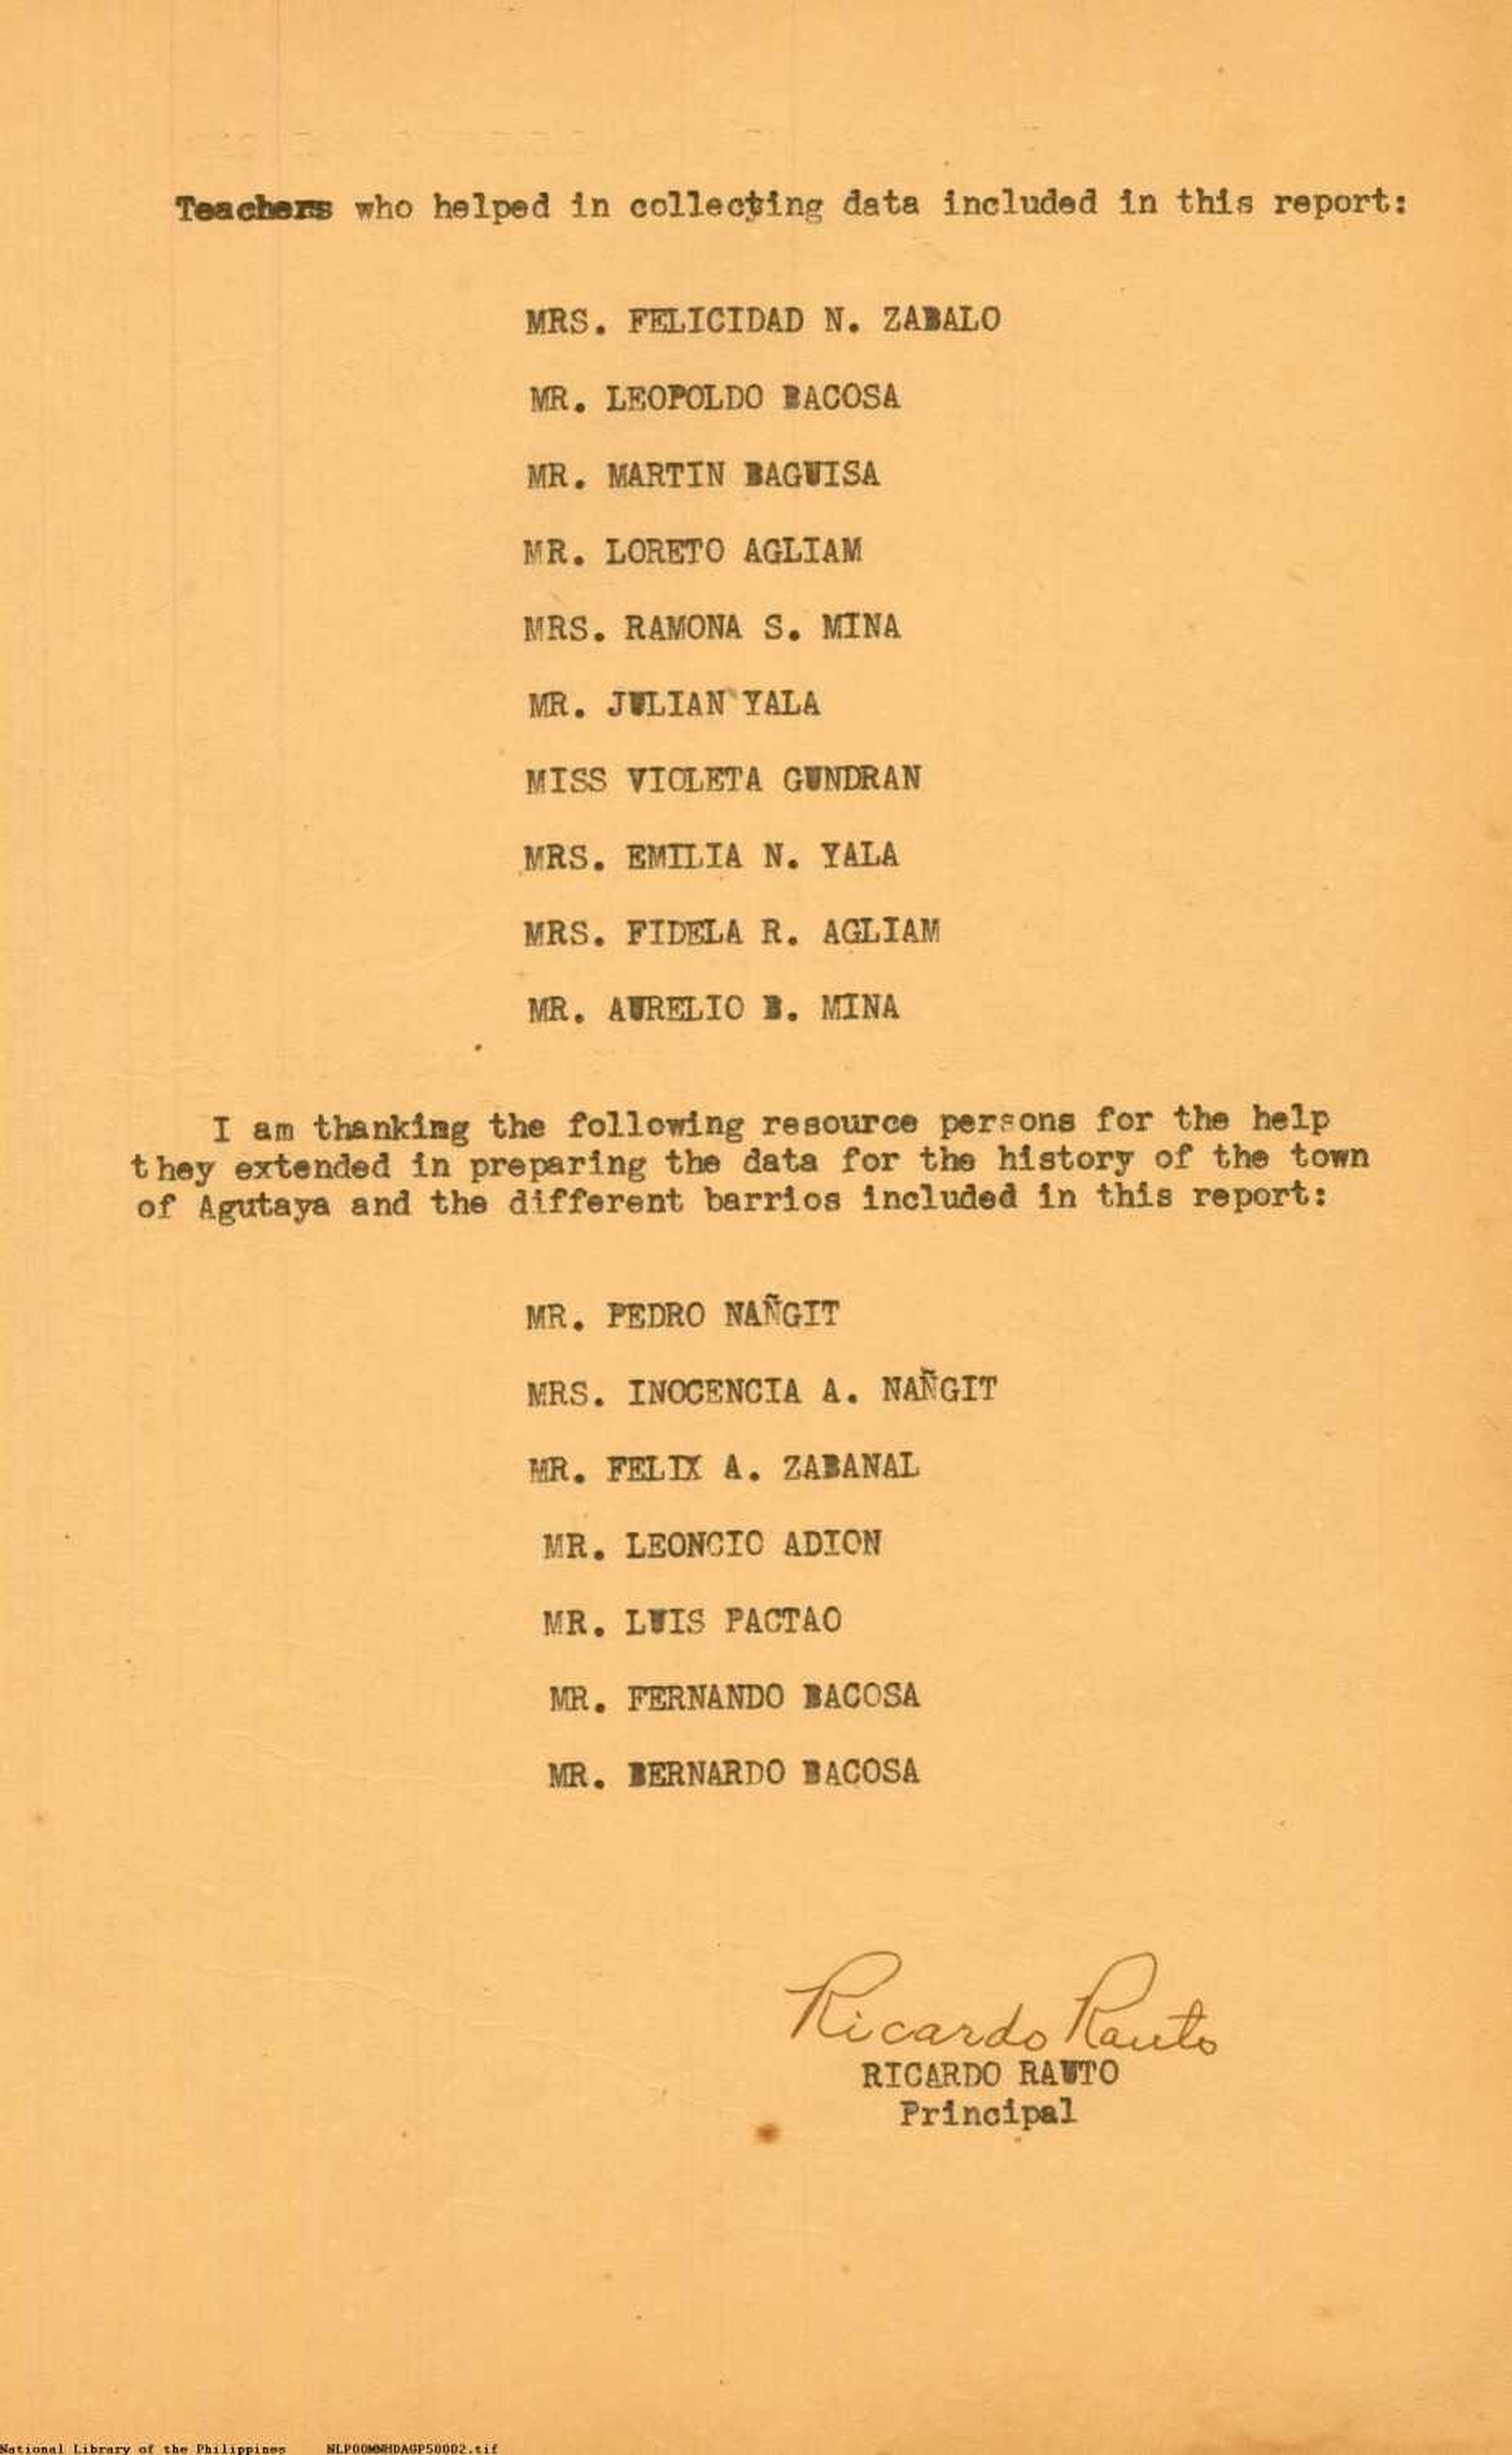 Teachers who helped in collecting data included in this report:
MRS. FELICIDAD N. ZABALO
MR. LEOPOLDO BACOSA
MR. MARTIN BAGUISA
MR. LORETO AGLIAM
MRS. RAMONA S. MINA
MR. JULIAN YALA
MISS VIOLETA GUNDRAN
MRS. EMILIA N. YALA
MRS. FIDELA R. AGLIAM
MR. AURELIO B. MINA
I am thanking the following resource persons for the help
they extended in preparing the data for the history of the town
of Agutaya and the different barrios included in this report:
MR. PEDRO NAÑGIT
MRS. INOCENCIA A. NAÑGIT
MR. FELIX A. ZABANAL
MR. LEONCIO ADION
MR. LUIS PACTAO
MR. FERNANDO BACOSA
MR. BERNARDO BACOSA
Ricardo Rauto
RICARDO RAUTO
Principal
National Library of the Philippines NLPOOMNHDAGP50002.tif